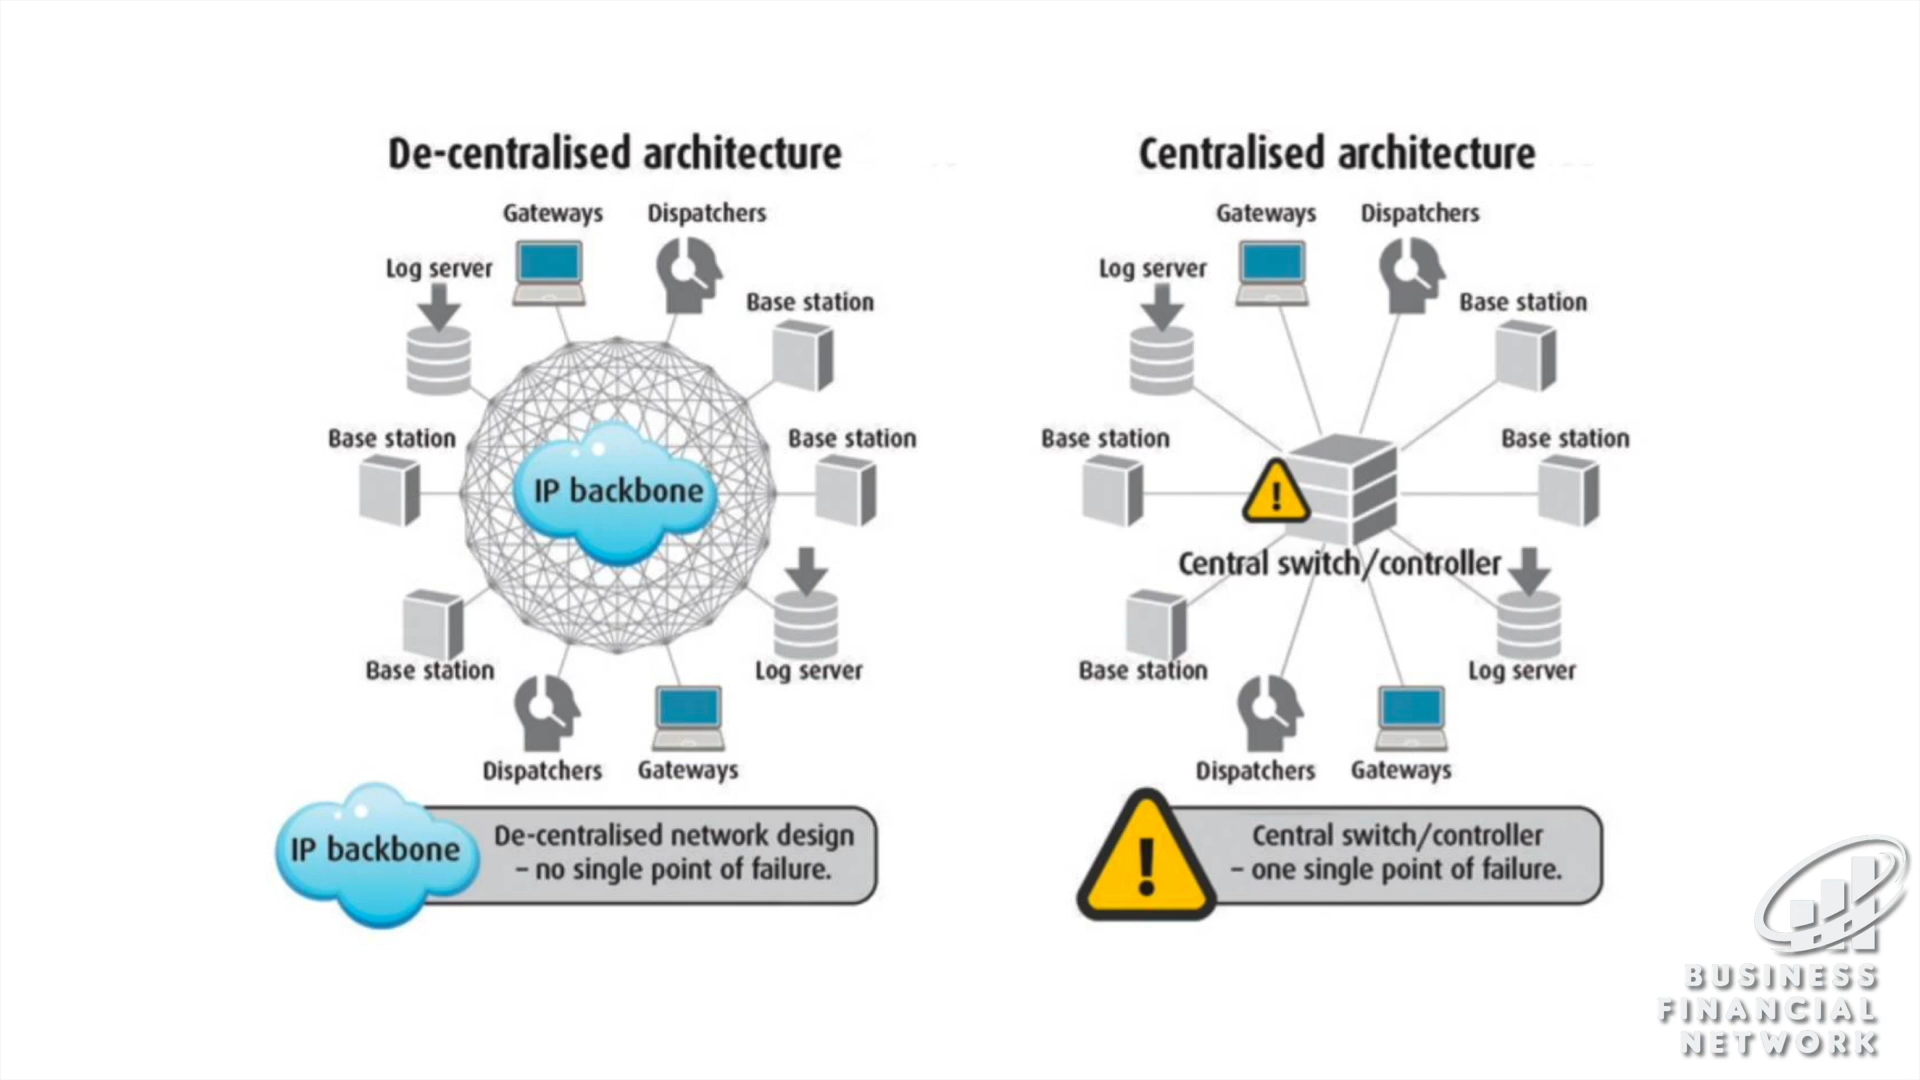 De-centralised architecture
Gateways
Dispatchers
Log server
Base station
Base station
Base station
IP backbone
Base station
Log server
Dispatchers
Gateways
IP backbone
De-centralised network design
– no single point of failure.
Centralised architecture
Gateways
Dispatchers
Log server
Base station
Base station
Base station
Central switch/controller
Base station
Log server
Dispatchers
Gateways
Central switch/controller
– one single point of failure.
BUSINESS
FINANCIAL
NETWORK